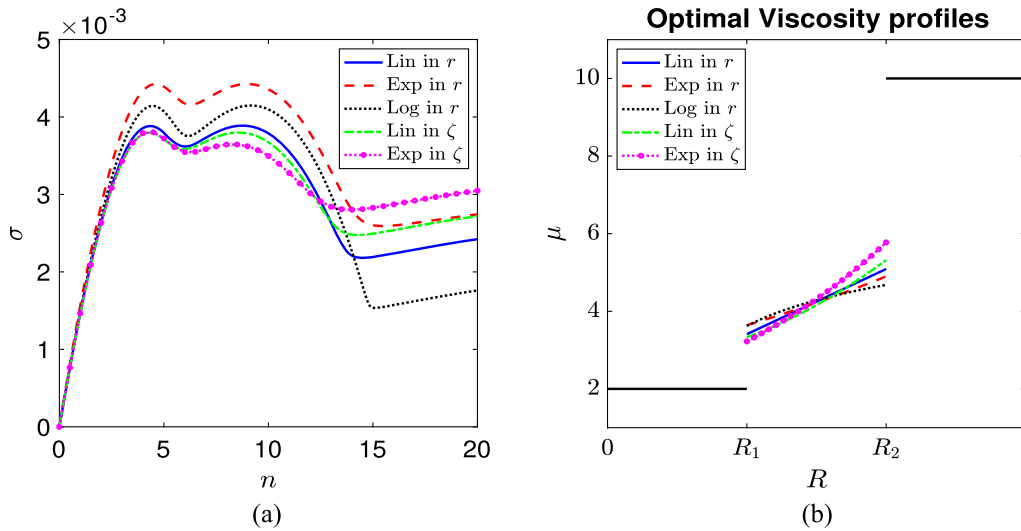 ×10⁻³
5
4
3
2
1
0
σ
0
5
10
15
20
n
Lin in r
Exp in r
Log in r
Lin in ζ
Exp in ζ
(a)
Optimal Viscosity profiles
10
8
6
4
2
μ
0
R₁
R₂
R
Lin in r
Exp in r
Log in r
Lin in ζ
Exp in ζ
(b)